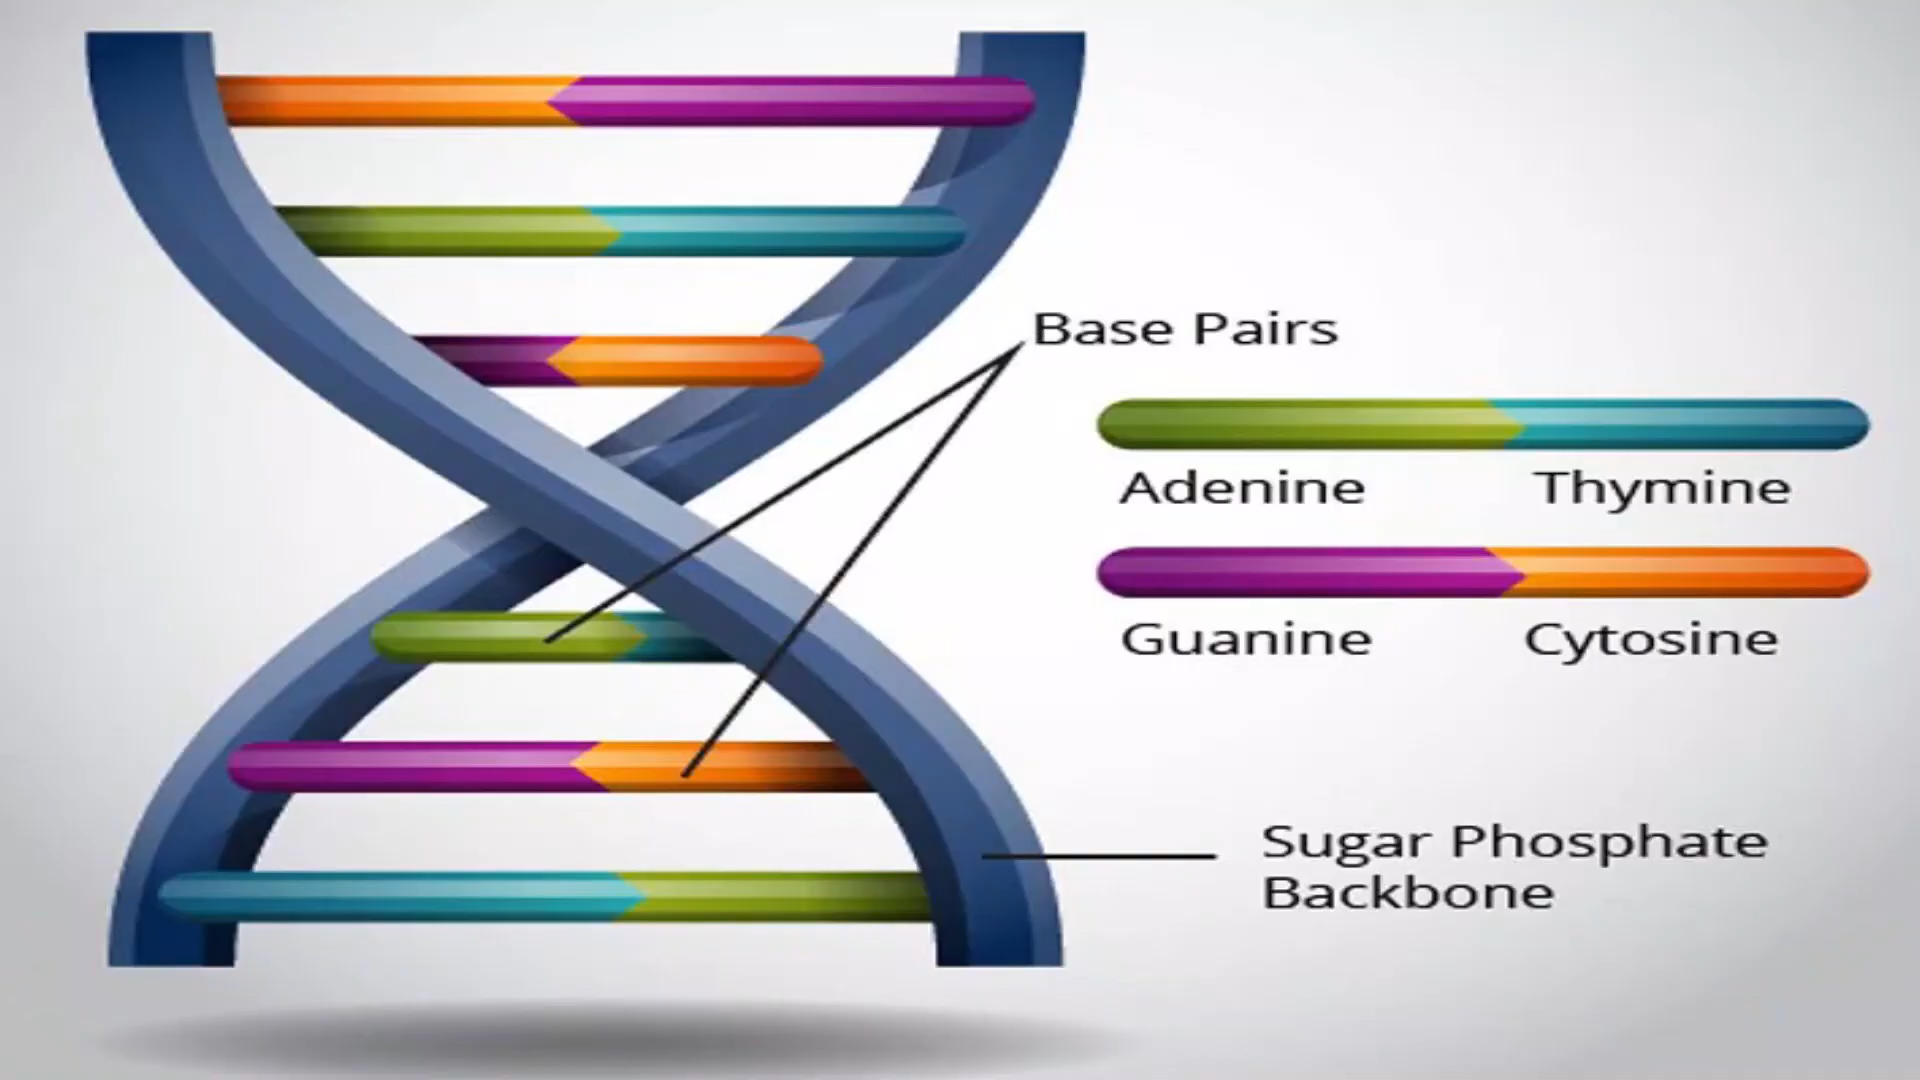 Base Pairs
Adenine Thymine
Guanine Cytosine
Sugar Phosphate
Backbone